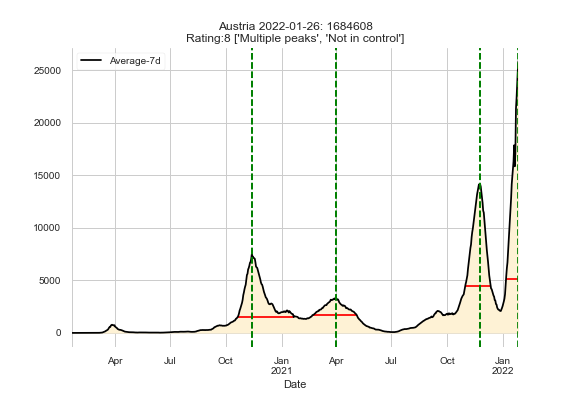 Austria 2022-01-26: 1684608
Rating:8 ['Multiple peaks', 'Not in control']
Average-7d
25000
20000
15000
10000
5000
0
Apr
Jul
Oct
Jan
2021
Apr
Jul
Oct
Jan
2022
Date